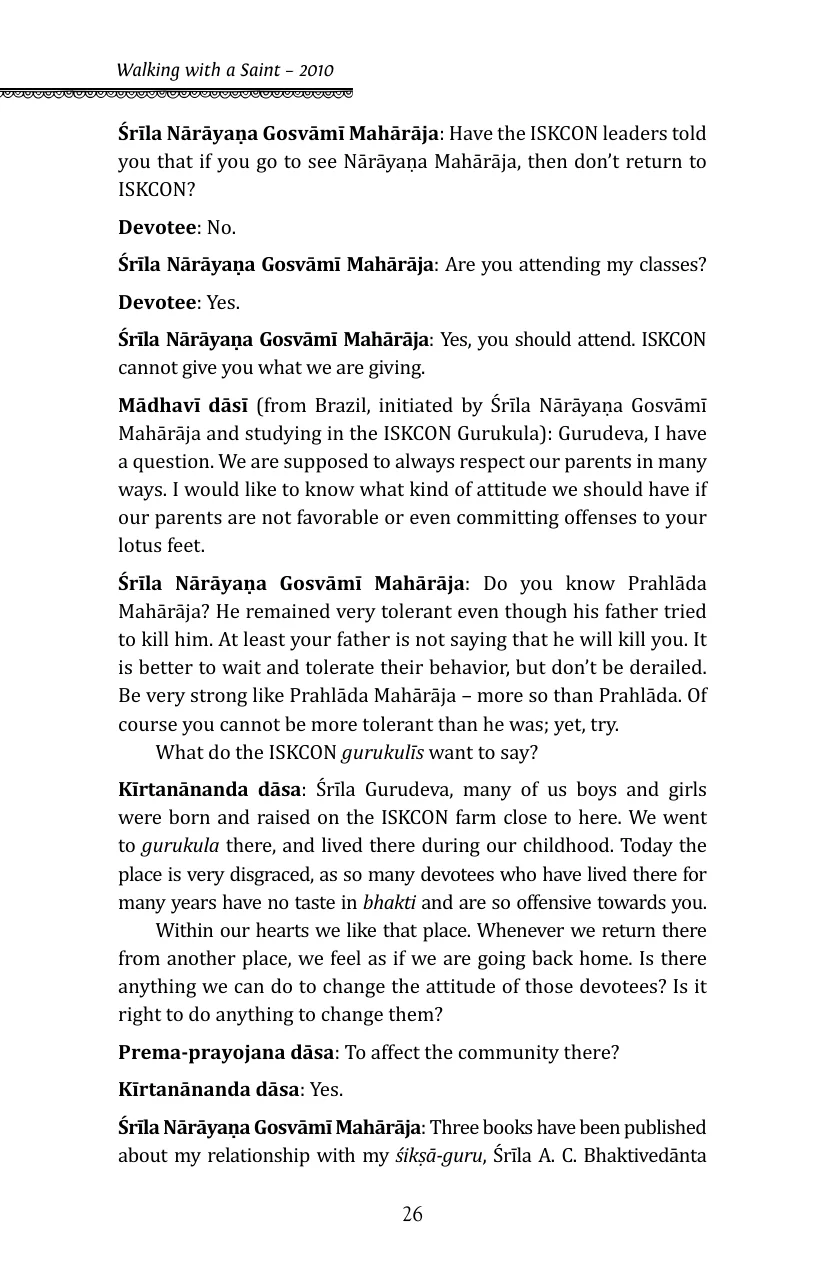 Walking with a Saint – 2010
Śrīla Nārāyaṇa Gosvāmī Mahārāja: Have the ISKCON leaders told
you that if you go to see Nārāyaṇa Mahārāja, then don’t return to
ISKCON?
Devotee: No.
Śrīla Nārāyaṇa Gosvāmī Mahārāja: Are you attending my classes?
Devotee: Yes.
Śrīla Nārāyaṇa Gosvāmī Mahārāja: Yes, you should attend. ISKCON
cannot give you what we are giving.
Mādhavī dāsī (from Brazil, initiated by Śrīla Nārāyaṇa Gosvāmī
Mahārāja and studying in the ISKCON Gurukula): Gurudeva, I have
a question. We are supposed to always respect our parents in many
ways. I would like to know what kind of attitude we should have if
our parents are not favorable or even committing offenses to your
lotus feet.
Śrīla Nārāyaṇa Gosvāmī Mahārāja: Do you know Prahlāda
Mahārāja? He remained very tolerant even though his father tried
to kill him. At least your father is not saying that he will kill you. It
is better to wait and tolerate their behavior, but don’t be derailed.
Be very strong like Prahlāda Mahārāja – more so than Prahlāda. Of
course you cannot be more tolerant than he was; yet, try.
What do the ISKCON gurukulīs want to say?
Kīrtanānanda dāsa: Śrīla Gurudeva, many of us boys and girls
were born and raised on the ISKCON farm close to here. We went
to gurukula there, and lived there during our childhood. Today the
place is very disgraced, as so many devotees who have lived there for
many years have no taste in bhakti and are so offensive towards you.
Within our hearts we like that place. Whenever we return there
from another place, we feel as if we are going back home. Is there
anything we can do to change the attitude of those devotees? Is it
right to do anything to change them?
Prema-prayojana dāsa: To affect the community there?
Kīrtanānanda dāsa: Yes.
Śrīla Nārāyaṇa Gosvāmī Mahārāja: Three books have been published
about my relationship with my śikṣā-guru, Śrīla A. C. Bhaktivedānta
26